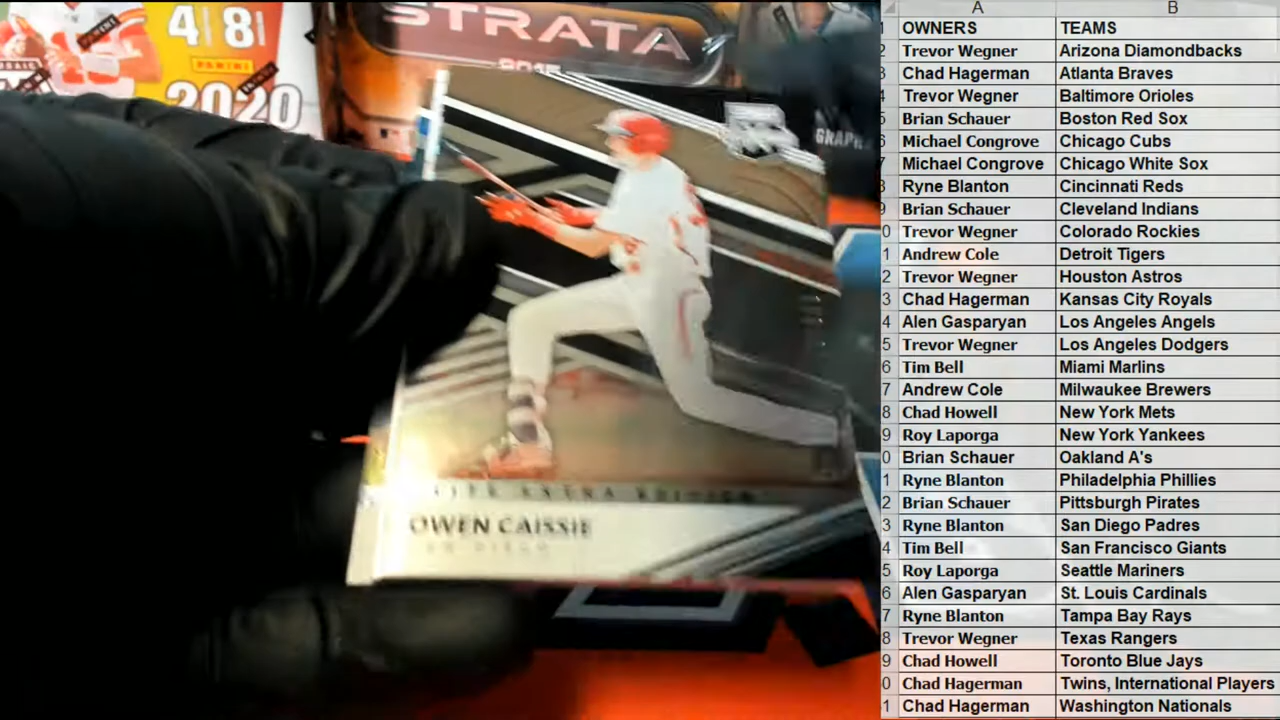 STRATA
2015
4|8|
PANINI
2020
GRAPH
OWEN CAISSIE
SAN DIEGO
A B
OWNERS TEAMS
Trevor Wegner Arizona Diamondbacks
Chad Hagerman Atlanta Braves
Trevor Wegner Baltimore Orioles
Brian Schauer Boston Red Sox
Michael Congrove Chicago Cubs
Michael Congrove Chicago White Sox
Ryne Blanton Cincinnati Reds
Brian Schauer Cleveland Indians
Trevor Wegner Colorado Rockies
Andrew Cole Detroit Tigers
Trevor Wegner Houston Astros
Chad Hagerman Kansas City Royals
Alen Gasparyan Los Angeles Angels
Trevor Wegner Los Angeles Dodgers
Tim Bell Miami Marlins
Andrew Cole Milwaukee Brewers
Chad Howell New York Mets
Roy Laporga New York Yankees
Brian Schauer Oakland A's
Ryne Blanton Philadelphia Phillies
Brian Schauer Pittsburgh Pirates
Ryne Blanton San Diego Padres
Tim Bell San Francisco Giants
Roy Laporga Seattle Mariners
Alen Gasparyan St. Louis Cardinals
Ryne Blanton Tampa Bay Rays
Trevor Wegner Texas Rangers
Chad Howell Toronto Blue Jays
Chad Hagerman Twins, International Players
Chad Hagerman Washington Nationals